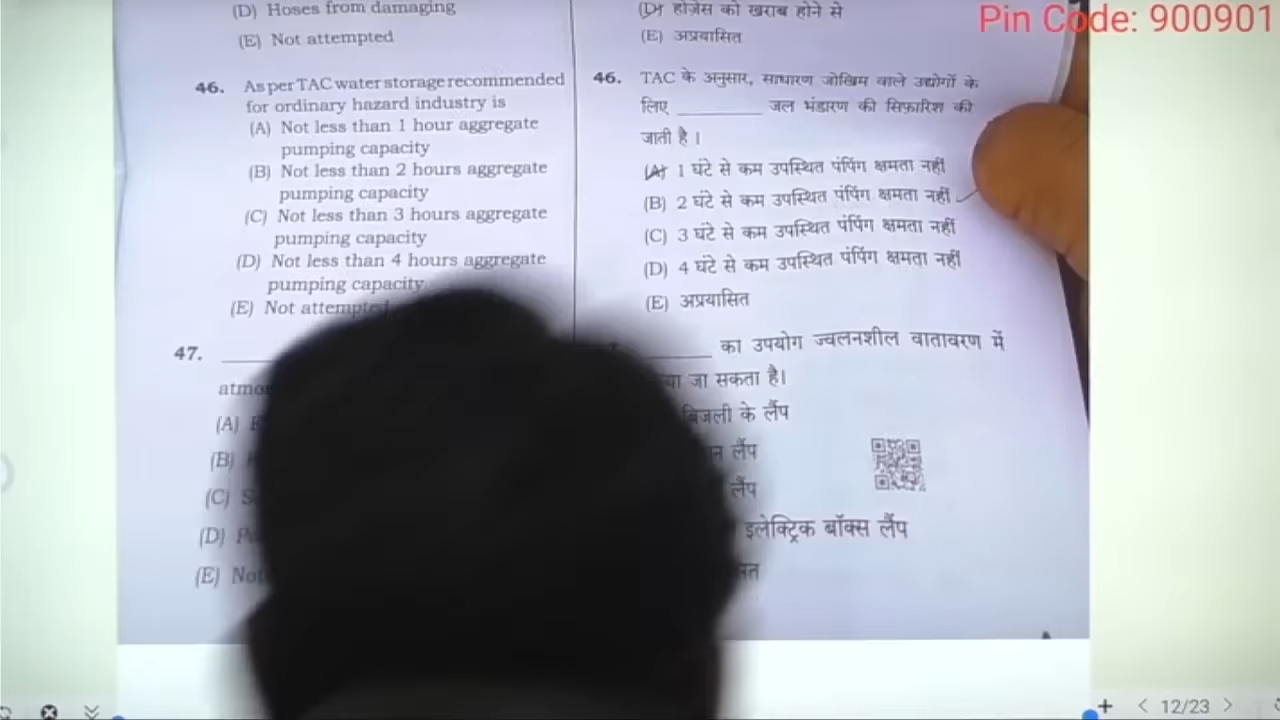 (D) Hoses from damaging
(E) Not attempted
46. As per TAC water storage recommended
for ordinary hazard industry is
(A) Not less than 1 hour aggregate
pumping capacity
(B) Not less than 2 hours aggregate
pumping capacity
(C) Not less than 3 hours aggregate
pumping capacity
(D) Not less than 4 hours aggregate
pumping capacity
(E) Not attempted
47.
(A)
(B)
(C)
(D)
(E) Not
(D) होज़ेस को खराब होने से
(E) अप्रयासित
46. TAC के अनुसार, साधारण जोखिम वाले उद्योगों के
लिए ________ जल भंडारण की सिफ़ारिश की
जाती है ।
(A) 1 घंटे से कम उपस्थित पंपिंग क्षमता नहीं
(B) 2 घंटे से कम उपस्थित पंपिंग क्षमता नहीं
(C) 3 घंटे से कम उपस्थित पंपिंग क्षमता नहीं
(D) 4 घंटे से कम उपस्थित पंपिंग क्षमता नहीं
(E) अप्रयासित
________ का उपयोग ज्वलनशील वातावरण में
जा सकता है।
बिजली के लैंप
लैंप
लैंप
इलेक्ट्रिक बॉक्स लैंप
Pin Code: 900901
12/23